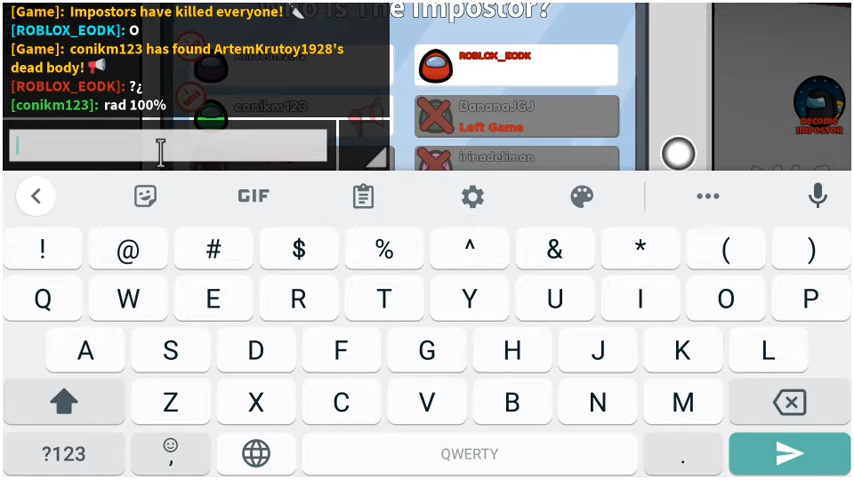 [Game]: Impostors have killed everyone!
Who Is The Impostor?
[ROBLOX_EODK]: O
[Game]: conikm123 has found ArtemKrutoy1928's
dead body!
[ROBLOX_EODK]: ?¿
[conikm123]: rad 100%
ROBLOX_EODK
conikm123
BananaJGJ
Left Game
irinadeliman
BECOME
IMPOSTOR
GIF
! @ # $ % ^ & * ( )
Q W E R T Y U I O P
A S D F G H J K L
Z X C V B N M
?123 , QWERTY .